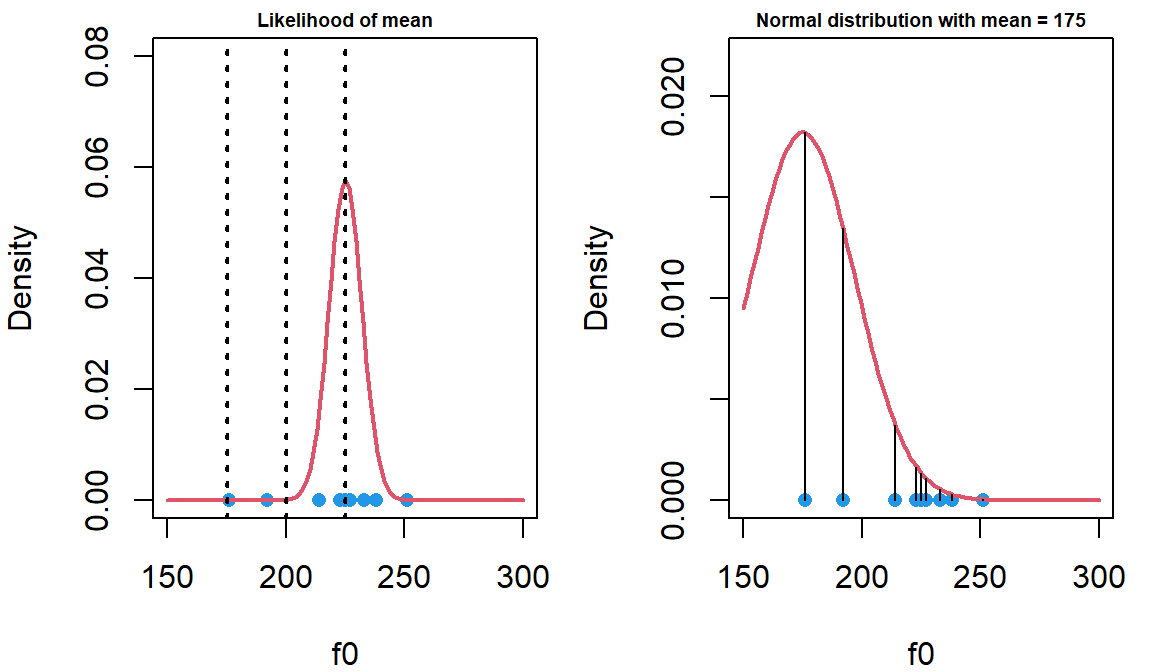 Likelihood of mean
Density
0.08
0.06
0.04
0.02
0.00
150 200 250 300
f0
Normal distribution with mean = 175
Density
0.020
0.010
0.000
150 200 250 300
f0